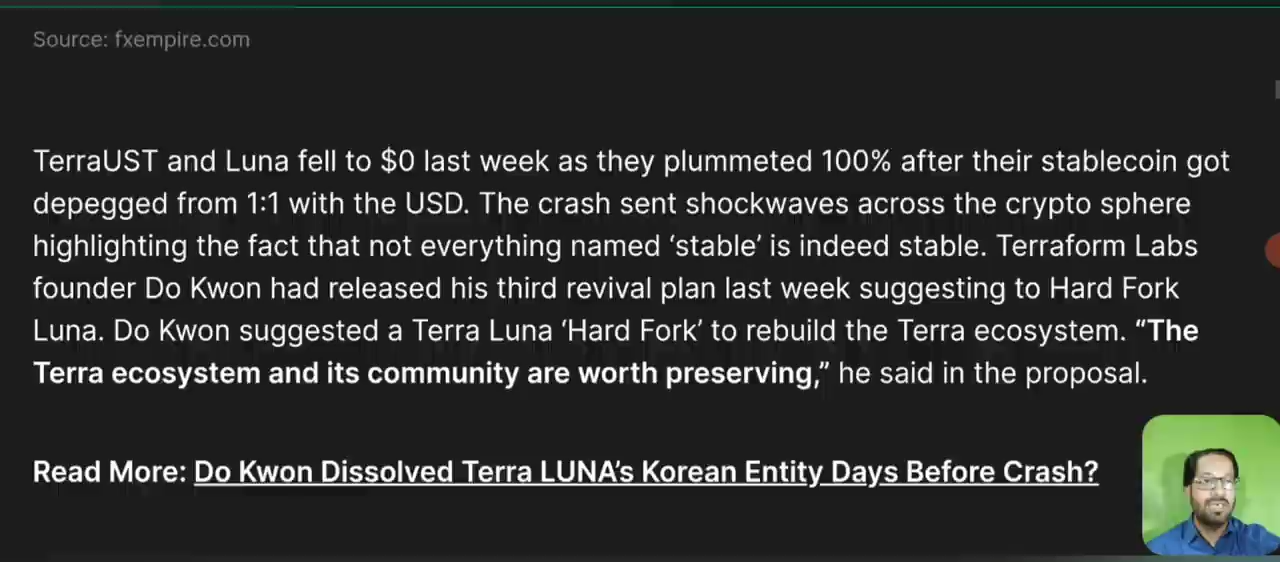 Source: fxempire.com
TerraUST and Luna fell to $0 last week as they plummeted 100% after their stablecoin got
depegged from 1:1 with the USD. The crash sent shockwaves across the crypto sphere
highlighting the fact that not everything named ‘stable’ is indeed stable. Terraform Labs
founder Do Kwon had released his third revival plan last week suggesting to Hard Fork
Luna. Do Kwon suggested a Terra Luna ‘Hard Fork’ to rebuild the Terra ecosystem. “The
Terra ecosystem and its community are worth preserving,” he said in the proposal.
Read More: Do Kwon Dissolved Terra LUNA’s Korean Entity Days Before Crash?